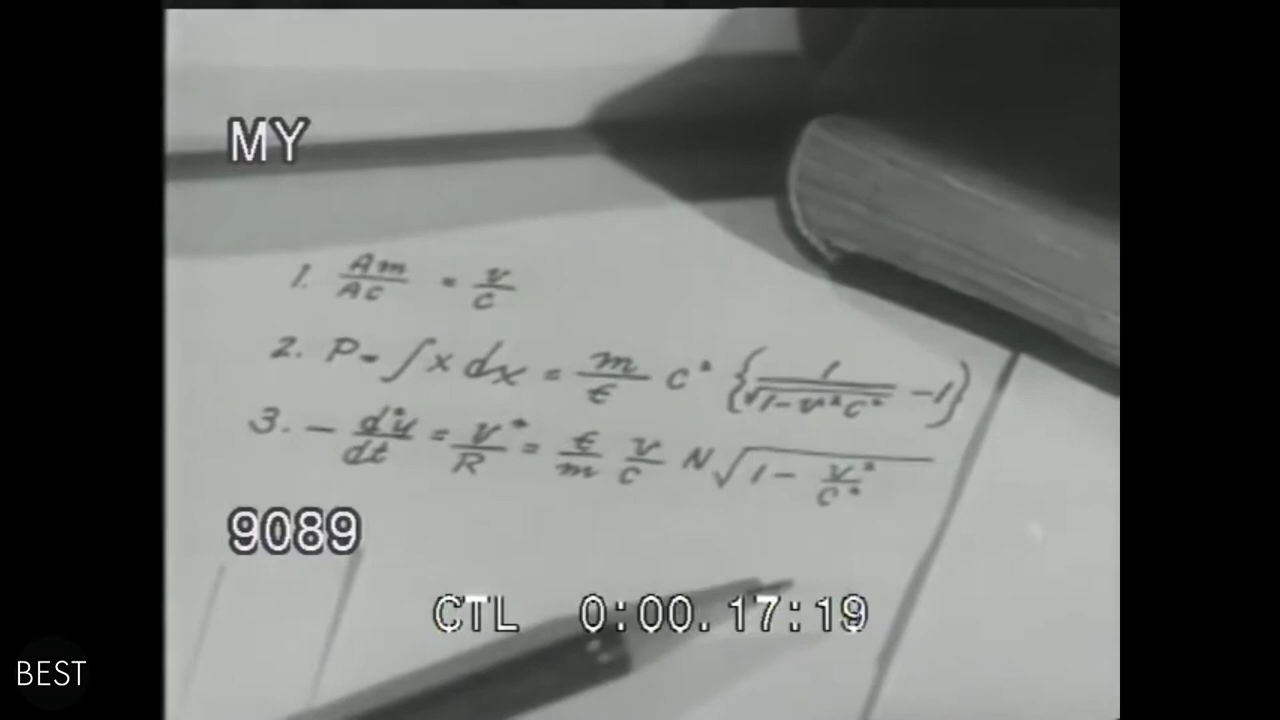 MY
1. Am/Ac = v/c
2. P = ∫ x dx = m/ε c² {1/√1-v²c² -1}
3. - d²y/dt = v²/R = ε/m v/c N √1 - v²/c²
9089
CTL 0:00.17:19
BEST